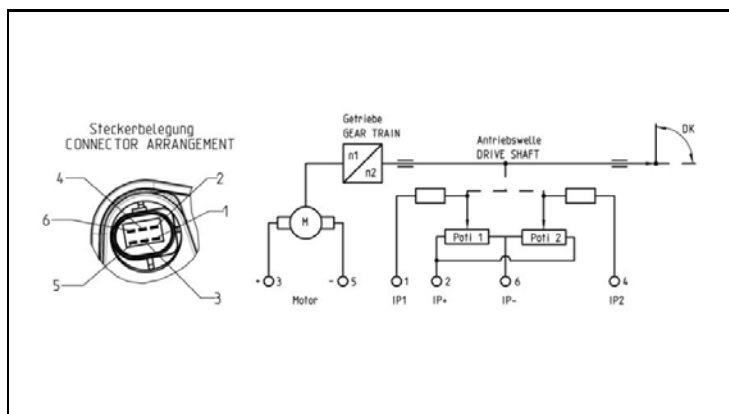 Steckerbelegung
CONNECTOR ARRANGEMENT
4
2
6
1
5
3
Getriebe
GEAR TRAIN
n1
n2
Antriebswelle
DRIVE SHAFT
DK
M
Poti 1
Poti 2
+ 3
- 5
1
2
6
4
Motor
IP1
IP+
IP-
IP2